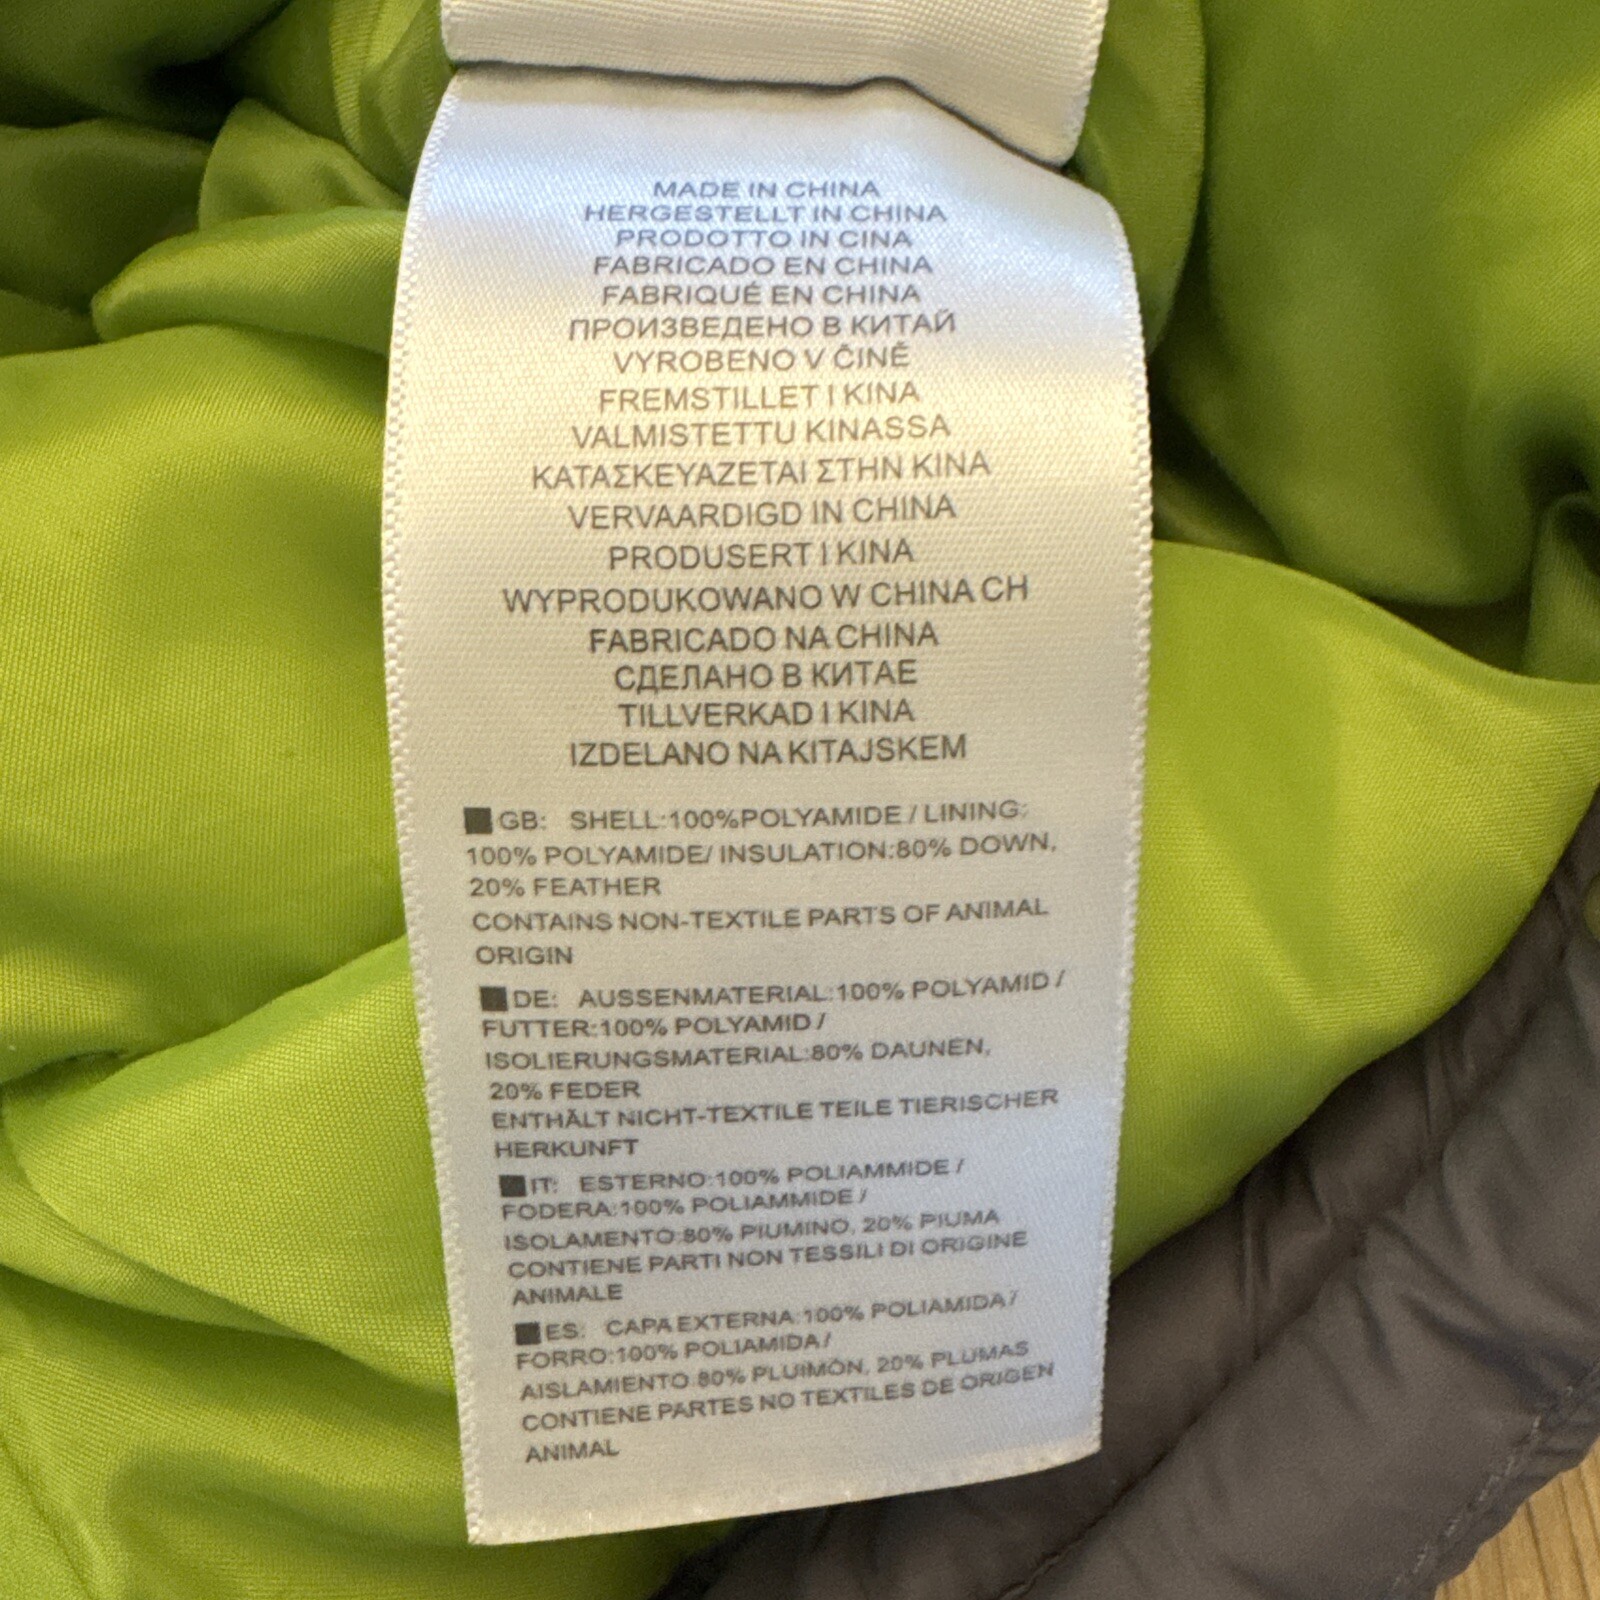 MADE IN CHINA
HERGESTELLT IN CHINA
PRODOTTO IN CINA
FABRICADO EN CHINA
FABRIQUÉ EN CHINA
ПРОИЗВЕДЕНО В КИТАЙ
VYROBENO V ČINĚ
FREMSTILLET I KINA
VALMISTETTU KINASSA
ΚΑΤΑΣΚΕΥΑΖΕΤΑΙ ΣΤΗΝ ΚΙΝΑ
VERVAARDIGD IN CHINA
PRODUSERT I KINA
WYPRODUKOWANO W CHINA CH
FABRICADO NA CHINA
СДЕЛАНО В КИТАЕ
TILLVERKAD I KINA
IZDELANO NA KITAJSKEM
GB: SHELL:100%POLYAMIDE / LINING:
100% POLYAMIDE/ INSULATION:80% DOWN,
20% FEATHER
CONTAINS NON-TEXTILE PARTS OF ANIMAL
ORIGIN
DE: AUSSENMATERIAL:100% POLYAMID /
FUTTER:100% POLYAMID /
ISOLIERUNGSMATERIAL:80% DAUNEN,
20% FEDER
ENTHÄLT NICHT-TEXTILE TEILE TIERISCHER
HERKUNFT
IT: ESTERNO:100% POLIAMMIDE /
FODERA:100% POLIAMMIDE /
ISOLAMENTO:80% PIUMINO, 20% PIUMA
CONTIENE PARTI NON TESSILI DI ORIGINE
ANIMALE
ES: CAPA EXTERNA:100% POLIAMIDA /
FORRO:100% POLIAMIDA /
AISLAMIENTO:80% PLUIMÓN, 20% PLUMAS
CONTIENE PARTES NO TEXTILES DE ORIGEN
ANIMAL